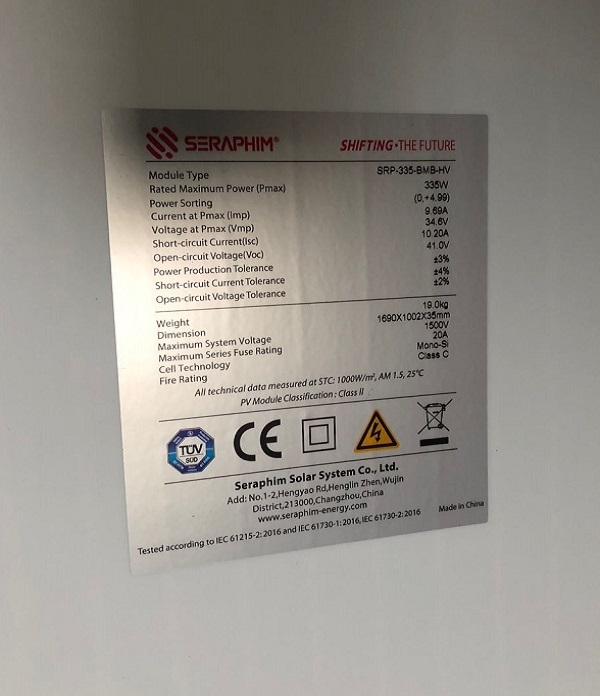 SERAPHIM® SHIFTING•THE FUTURE
Module Type SRP-335-BMB-HV
Rated Maximum Power (Pmax) 335W
Power Sorting (0,+4.99)
Current at Pmax (Imp) 9.69A
Voltage at Pmax (Vmp) 34.6V
Short-circuit Current(Isc) 10.20A
Open-circuit Voltage(Voc) 41.0V
Power Production Tolerance ±3%
Short-circuit Current Tolerance ±4%
Open-circuit Voltage Tolerance ±2%
Weight 19.0kg
Dimension 1690X1002X35mm
Maximum System Voltage 1500V
Maximum Series Fuse Rating 20A
Cell Technology Mono-Si
Fire Rating Class C
All technical data measured at STC: 1000W/m², AM 1.5, 25℃
PV Module Classification : Class II
TÜV
SÜD
CE
Seraphim Solar System Co., Ltd.
Add: No.1-2,Hengyao Rd,Henglin Zhen,Wujin
District,213000,Changzhou,China
www.seraphim-energy.com
Made in China
Tested according to IEC 61215-2: 2016 and IEC 61730-1: 2016, IEC 61730-2: 2016